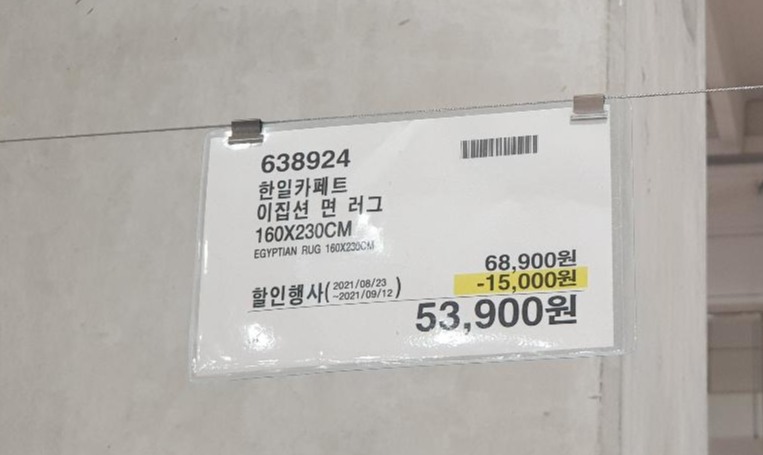 638924
한일카페트
이집션 면 러그
160X230CM
EGYPTIAN RUG 160X230CM
68,900원
-15,000원
할인행사(2021/08/23
~2021/09/12)
53,900원